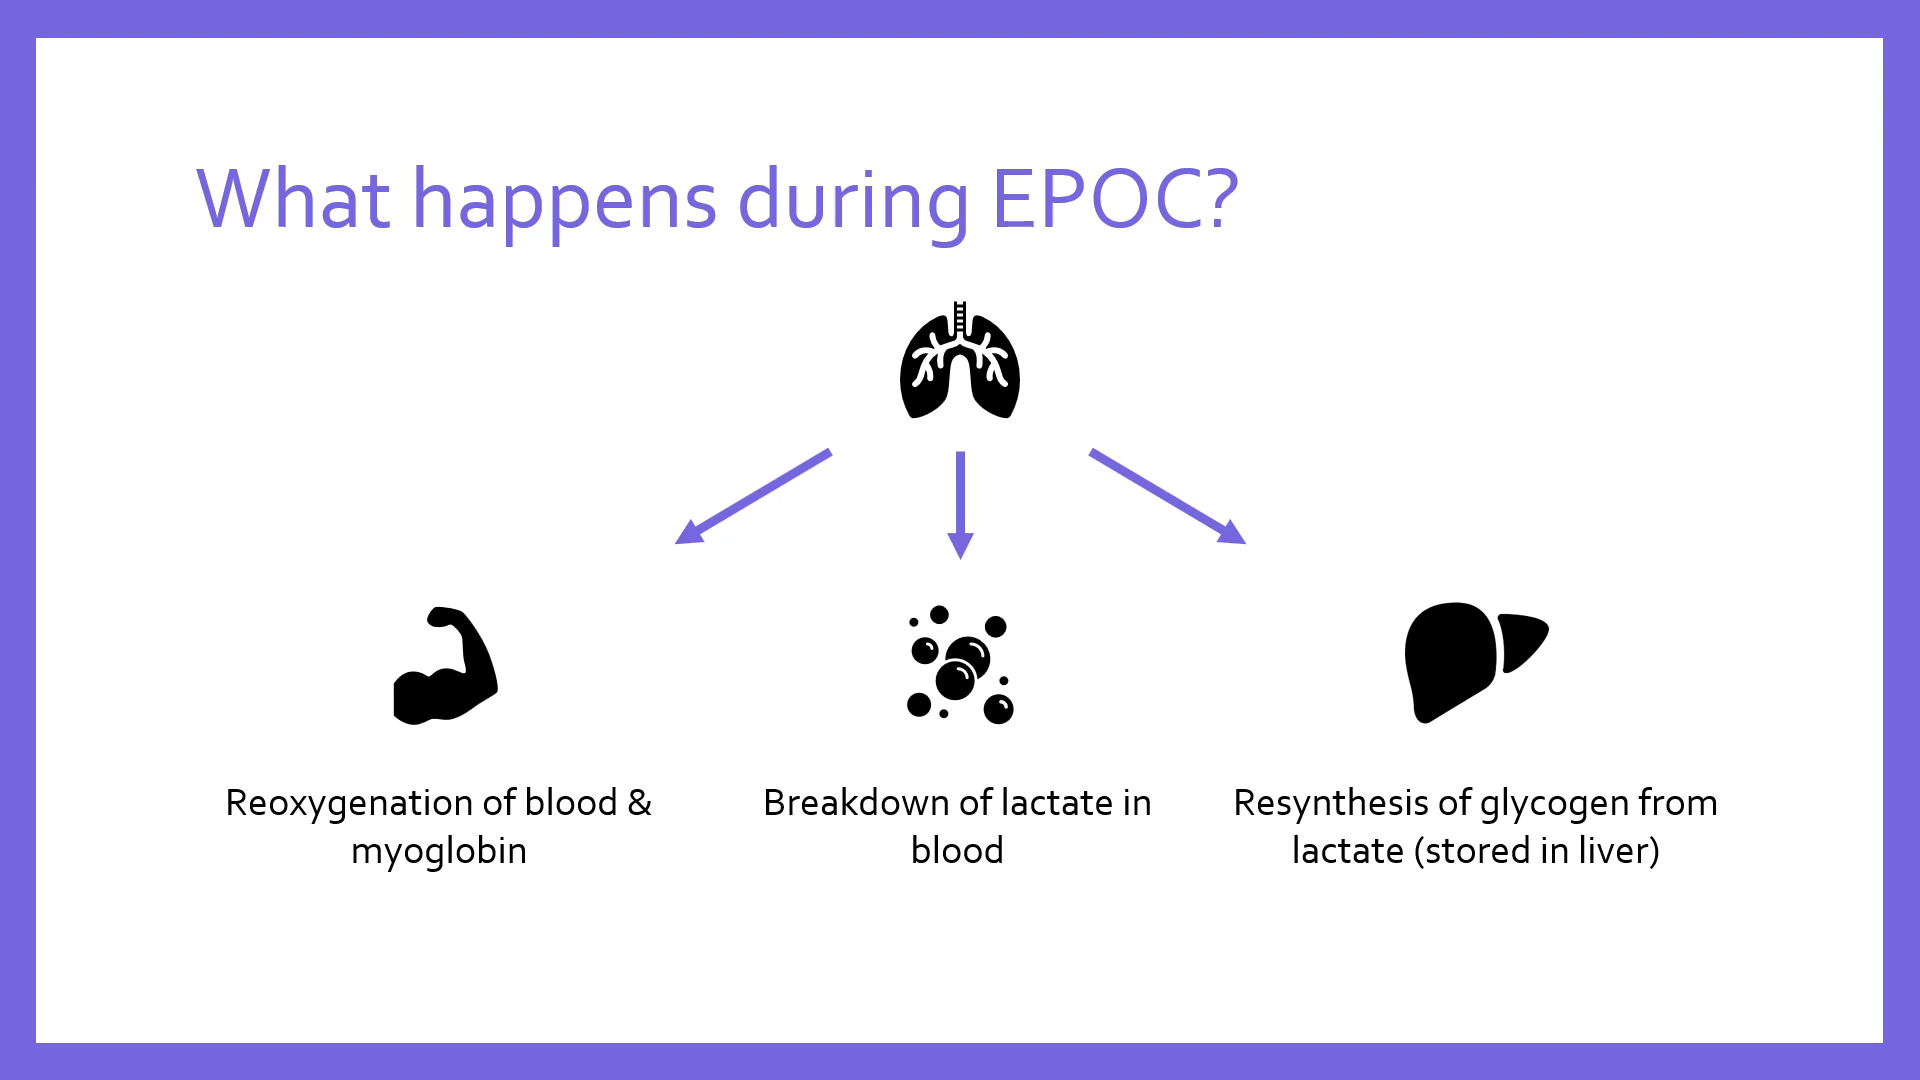 What happens during EPOC?
Reoxygenation of blood &
myoglobin
Breakdown of lactate in
blood
Resynthesis of glycogen from
lactate (stored in liver)